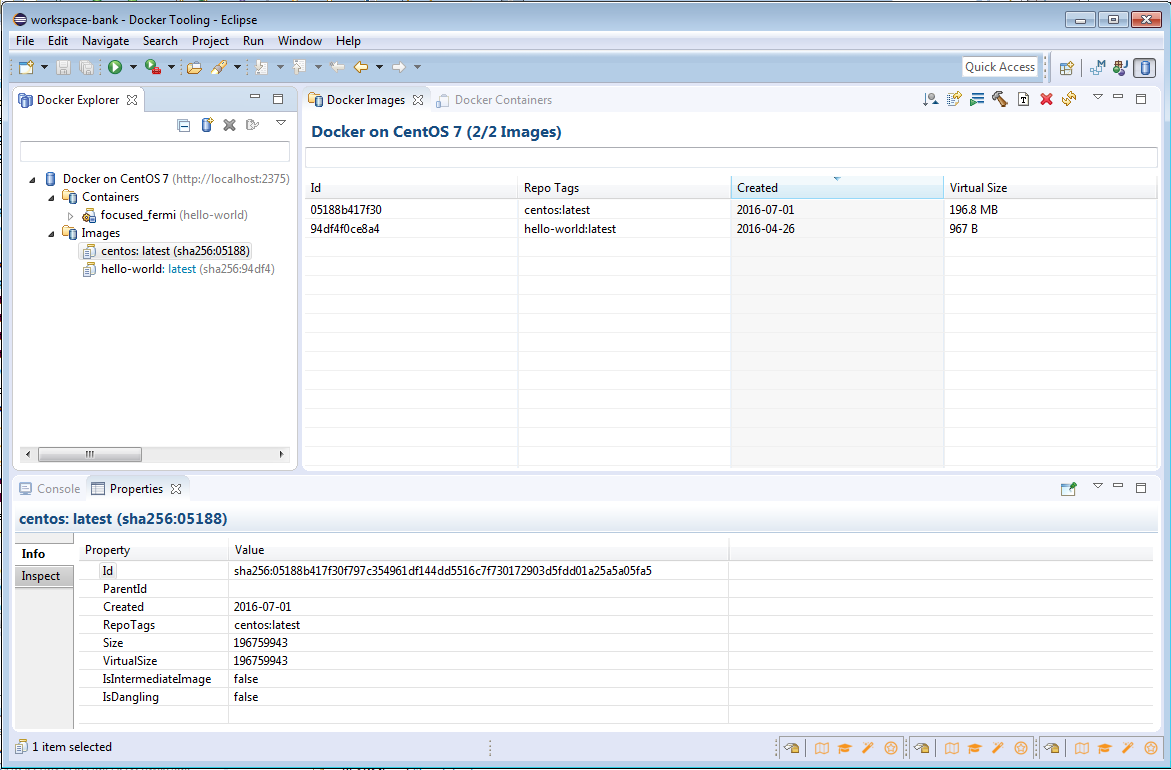 workspace-bank - Docker Tooling - Eclipse
File Edit Navigate Search Project Run Window Help
Quick Access
Docker Explorer
Docker on CentOS 7 (http://localhost:2375)
Containers
focused_fermi (hello-world)
Images
centos: latest (sha256:05188)
hello-world: latest (sha256:94df4)
Docker Images Docker Containers
Docker on CentOS 7 (2/2 Images)
Id Repo Tags Created Virtual Size
05188b417f30 centos:latest 2016-07-01 196.8 MB
94df4f0ce8a4 hello-world:latest 2016-04-26 967 B
Console Properties
centos: latest (sha256:05188)
Info
Inspect
Property Value
Id sha256:05188b417f30f797c354961df144dd5516c7f730172903d5fdd01a25a5a05fa5
ParentId
Created 2016-07-01
RepoTags centos:latest
Size 196759943
VirtualSize 196759943
IsIntermediateImage false
IsDangling false
1 item selected